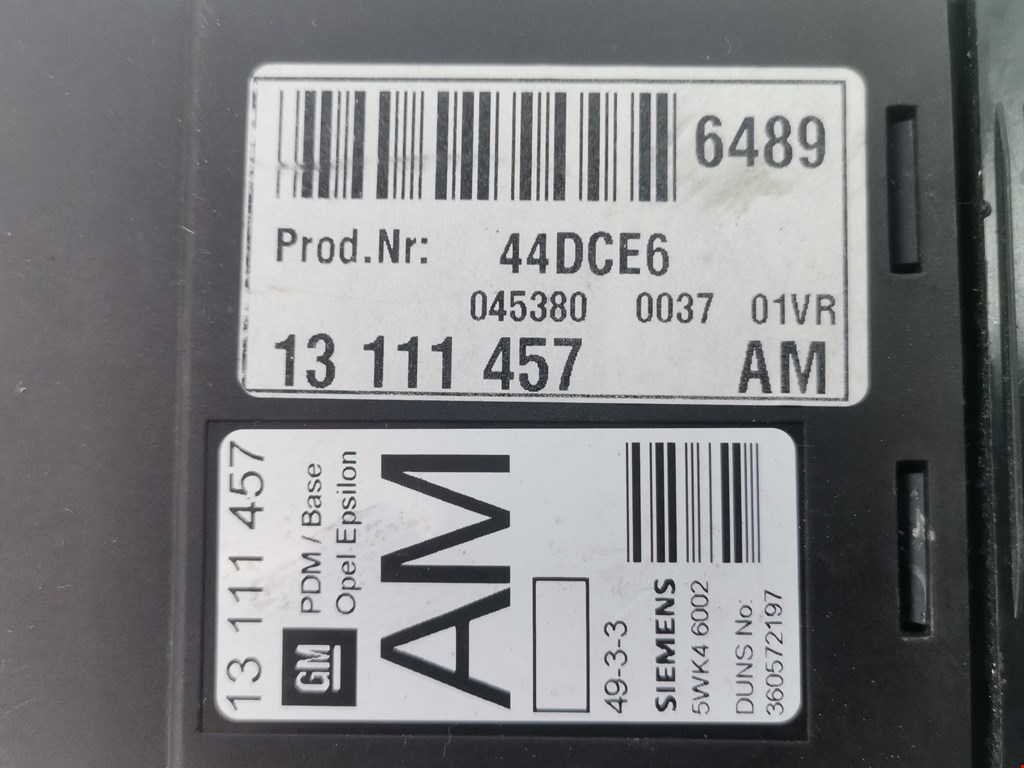 6489
Prod.Nr: 44DCE6
045380 0037 01VR
13 111 457 AM
13 111 457
GM
PDM / Base
Opel Epsilon
AM
49-3-3
SIEMENS
5WK4 6002
DUNS No:
360572197